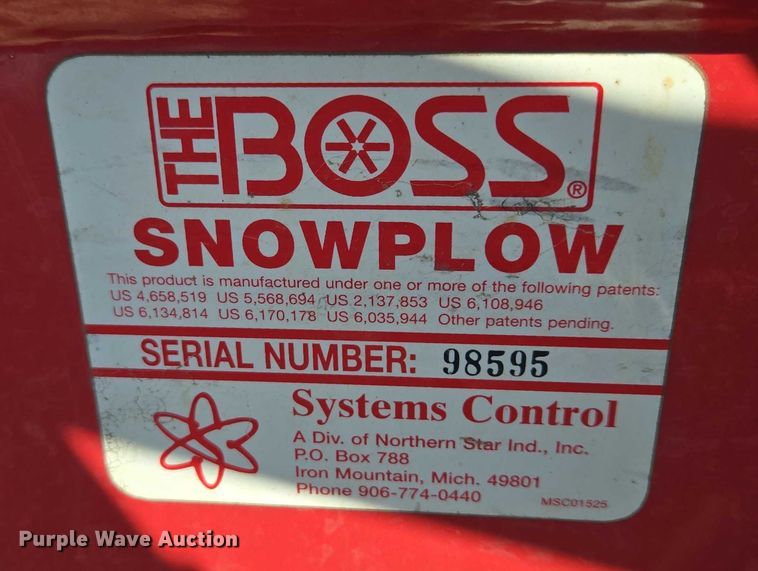 THE BOSS ®
SNOWPLOW
This product is manufactured under one or more of the following patents:
US 4,658,519 US 5,568,694 US 2,137,853 US 6,108,946
US 6,134,814 US 6,170,178 US 6,035,944 Other patents pending.
SERIAL NUMBER: 98595
Systems Control
A Div. of Northern Star Ind., Inc.
P.O. Box 788
Iron Mountain, Mich. 49801
Phone 906-774-0440
MSC01525
Purple Wave Auction